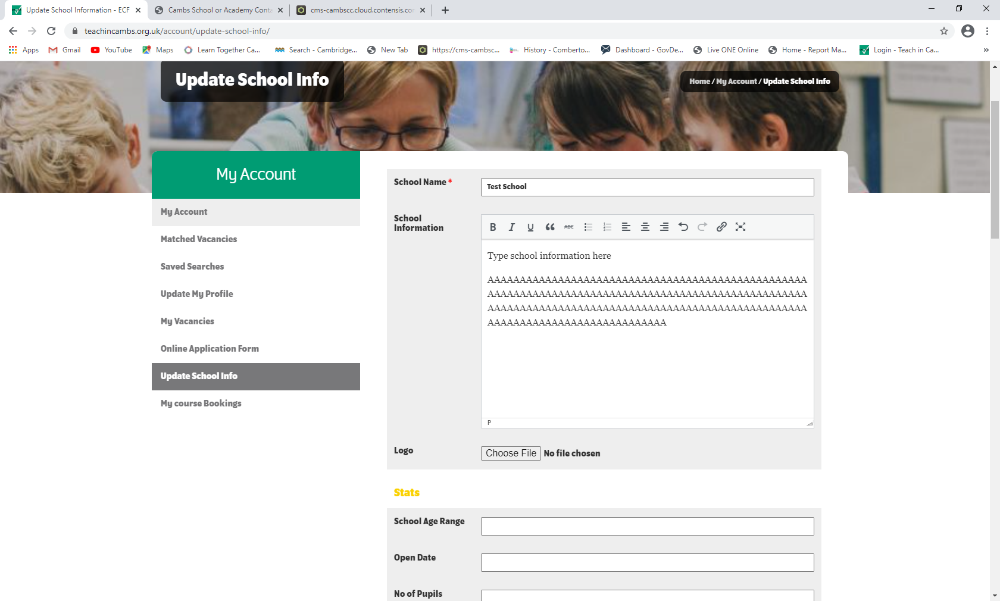 Update School Information - ECF
Cambs School or Academy Conta
cms-cambscc.cloud.contensis.cor
teachincambs.org.uk/account/update-school-info/
Apps
Gmail
YouTube
Maps
Learn Together Ca...
Search - Cambridge...
New Tab
https://cms-cambsc...
History - Comberto...
Dashboard - GovDe...
Live ONE Online
Home - Report Ma...
Login - Teach in Ca...
»
Update School Info
Home / My Account / Update School Info
My Account
My Account
Matched Vacancies
Saved Searches
Update My Profile
My Vacancies
Online Application Form
Update School Info
My course Bookings
School Name *
Test School
School
Information
B I U ABC
Type school information here
AAAAAAAAAAAAAAAAAAAAAAAAAAAAAAAAAAAAAAAAAAAAAAAAAA
AAAAAAAAAAAAAAAAAAAAAAAAAAAAAAAAAAAAAAAAAAAAAAAAAA
AAAAAAAAAAAAAAAAAAAAAAAAAAAAAAAAAAAAAAAAAAAAAAAAAA
AAAAAAAAAAAAAAAAAAAAAAAAAAAA
P
Logo
Choose File No file chosen
Stats
School Age Range
Open Date
No of Pupils